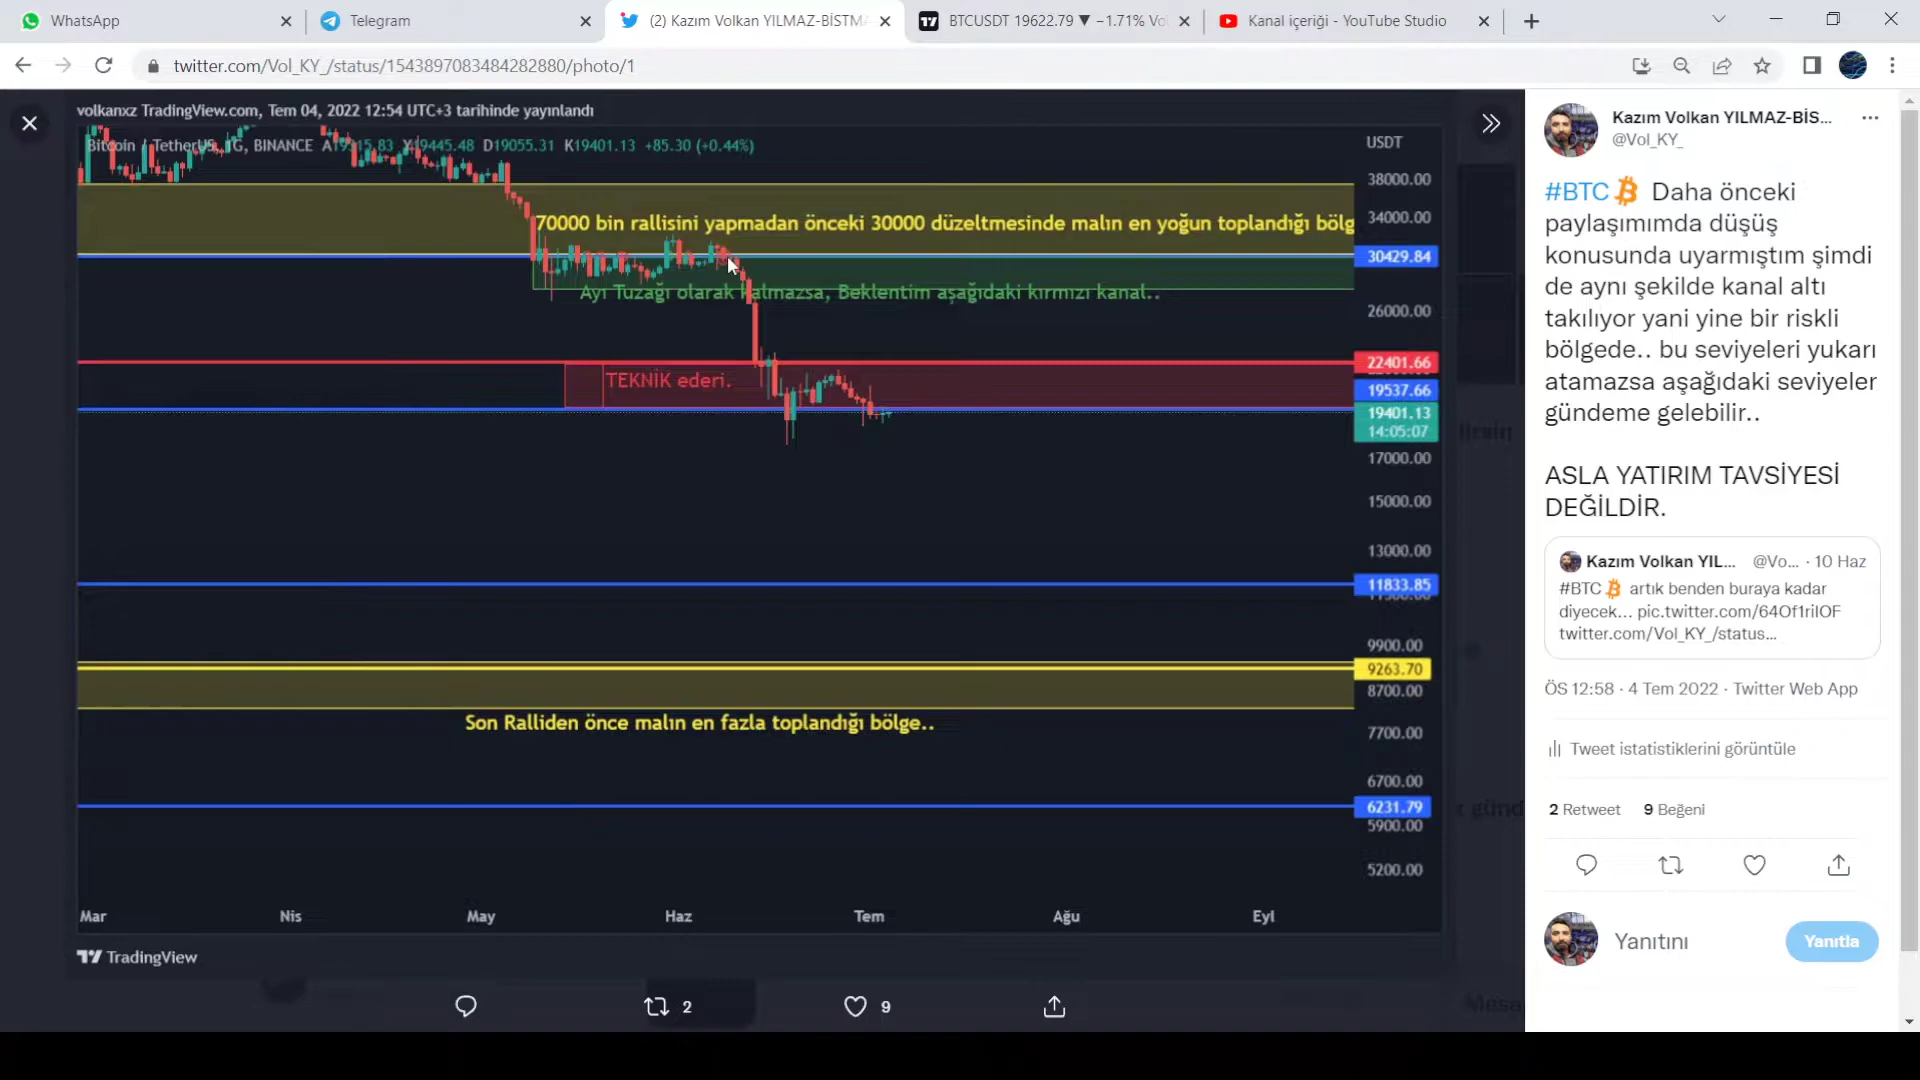 WhatsApp
Telegram
(2) Kazım Volkan YILMAZ-BİSTM
BTCUSDT 19622.79 ▼ −1.71% Vo
Kanal içeriği - YouTube Studio
twitter.com/Vol_KY_/status/1543897083484282880/photo/1
volkanxz TradingView.com, Tem 04, 2022 12:54 UTC+3 tarihinde yayınlandı
Bitcoin / TetherUS, 1G, BINANCE A19315.83 Y19445.48 D19055.31 K19401.13 +85.30 (+0.44%)
USDT
38000.00
70000 bin rallisini yapmadan önceki 30000 düzeltmesinde malın en yoğun toplandığı bölg
34000.00
30429.84
Ayı Tuzağı olarak kalmazsa, Beklentim aşağıdaki kırmızı kanal..
26000.00
22401.66
TEKNİK ederi.
19537.66
19401.13
14:05:07
17000.00
15000.00
13000.00
11833.85
9900.00
9263.70
8700.00
Son Ralliden önce malın en fazla toplandığı bölge..
7700.00
6700.00
6231.79
5900.00
5200.00
Mar Nis May Haz Tem Ağu Eyl
TradingView
2 9
Kazım Volkan YILMAZ-BİS...
@Vol_KY_
#BTC Daha önceki
paylaşımımda düşüş
konusunda uyarmıştım şimdi
de aynı şekilde kanal altı
takılıyor yani yine bir riskli
bölgede.. bu seviyeleri yukarı
atamazsa aşağıdaki seviyeler
gündeme gelebilir..
ASLA YATIRIM TAVSİYESİ
DEĞİLDİR.
Kazım Volkan YIL... @Vo... · 10 Haz
#BTC artık benden buraya kadar
diyecek... pic.twitter.com/64Of1riIOF
twitter.com/Vol_KY_/status...
ÖS 12:58 · 4 Tem 2022 · Twitter Web App
Tweet istatistiklerini görüntüle
2 Retweet 9 Beğeni
Yanıtını
Yanıtla